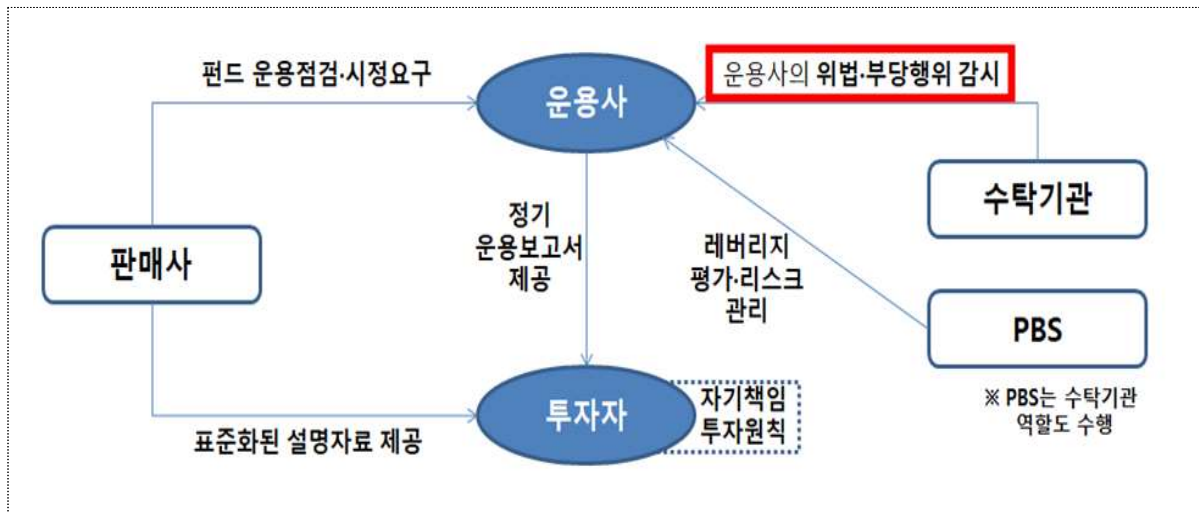 펀드 운용점검·시정요구
운용사의 위법·부당행위 감시
운용사
수탁기관
정기
운용보고서
제공
레버리지
평가·리스크
관리
판매사
PBS
투자자
자기책임
투자원칙
※ PBS는 수탁기관
역할도 수행
표준화된 설명자료 제공